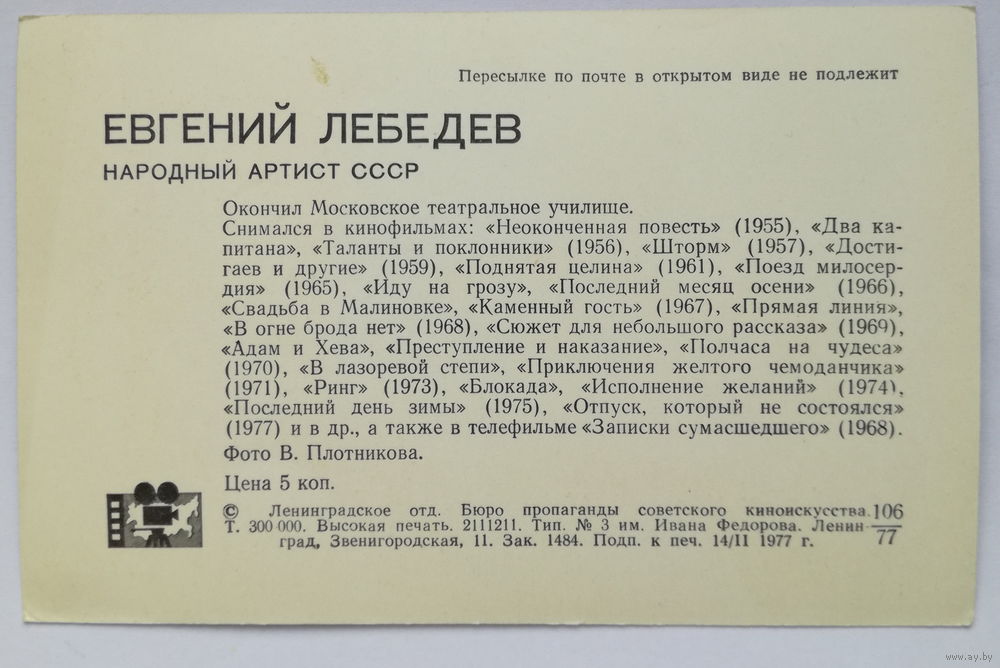 Пересылке по почте в открытом виде не подлежит
ЕВГЕНИЙ ЛЕБЕДЕВ
НАРОДНЫЙ АРТИСТ СССР
Окончил Московское театральное училище.
Снимался в кинофильмах: «Неоконченная повесть» (1955), «Два ка-
питана», «Таланты и поклонники» (1956), «Шторм» (1957), «Дости-
гаев и другие» (1959), «Поднятая целина» (1961), «Поезд милосер-
дия» (1965), «Иду на грозу», «Последний месяц осени» (1966),
«Свадьба в Малиновке», «Каменный гость» (1967), «Прямая линия»,
«В огне брода нет» (1968), «Сюжет для небольшого рассказа» (1969),
«Адам и Хева», «Преступление и наказание», «Полчаса на чудеса»
(1970), «В лазоревой степи», «Приключения желтого чемоданчика»
(1971), «Ринг» (1973), «Блокада», «Исполнение желаний» (1974),
«Последний день зимы» (1975), «Отпуск, который не состоялся»
(1977) и в др., а также в телефильме «Записки сумасшедшего» (1968).
Фото В. Плотникова.
Цена 5 коп.
© Ленинградское отд. Бюро пропаганды советского киноискусства. 106
Т. 300 000. Высокая печать. 2111211. Тип. № 3 им. Ивана Федорова. Ленин-
град, Звенигородская, 11. Зак. 1484. Подп. к печ. 14/II 1977 г. 77
www.ay.by